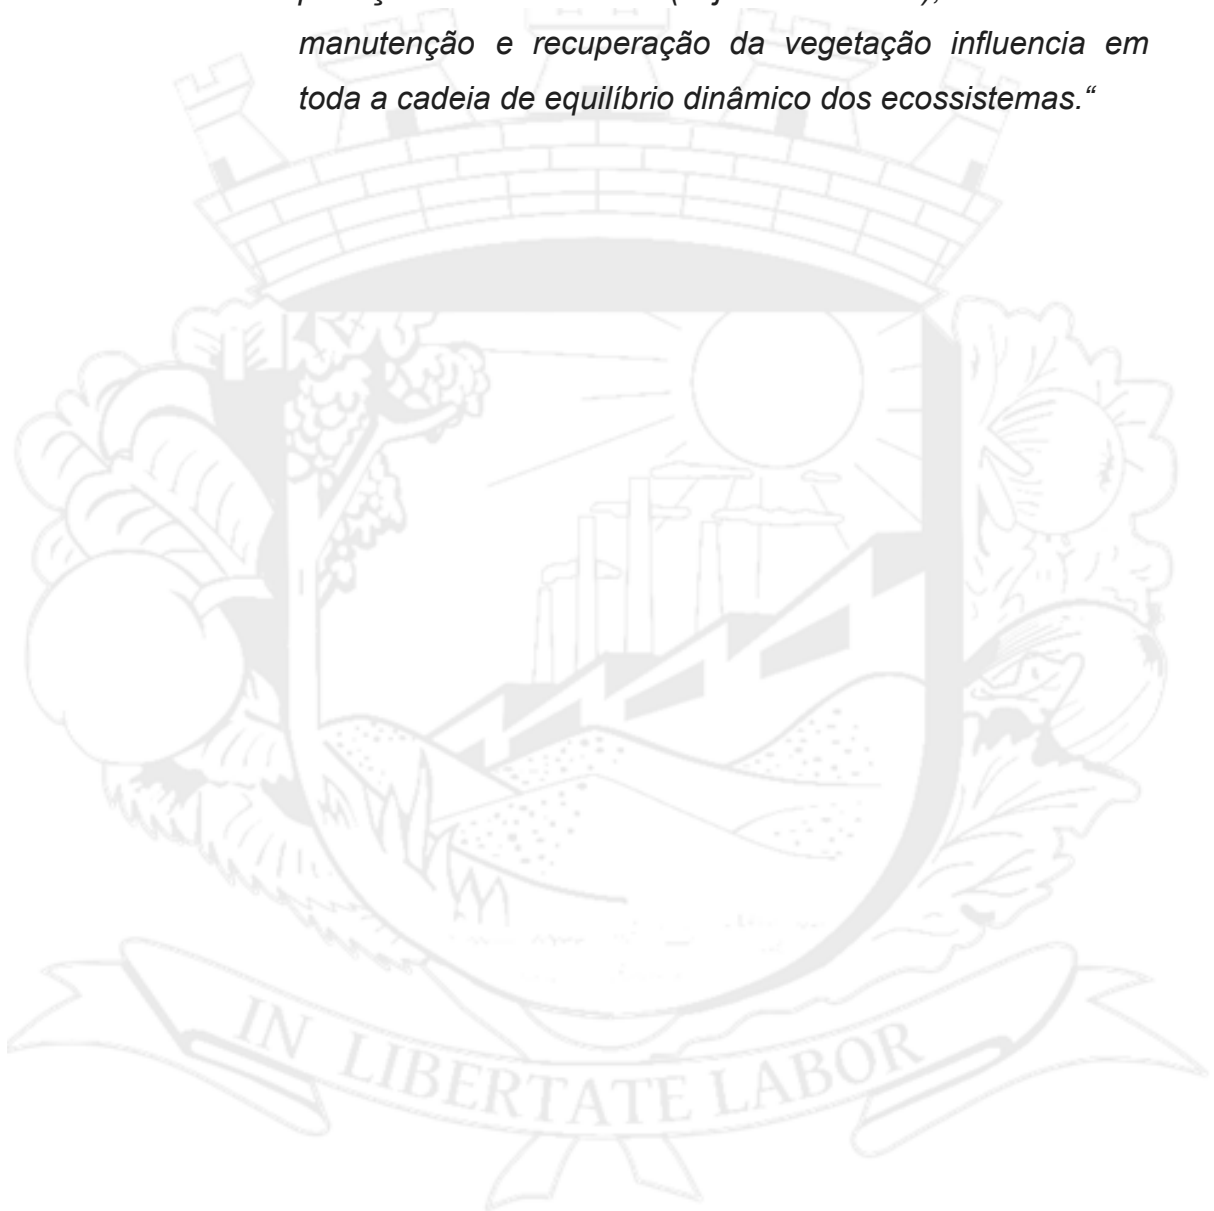 manutenção e recuperação da vegetação influencia em
toda a cadeia de equilíbrio dinâmico dos ecossistemas.“
IN LIBERTATE LABOR